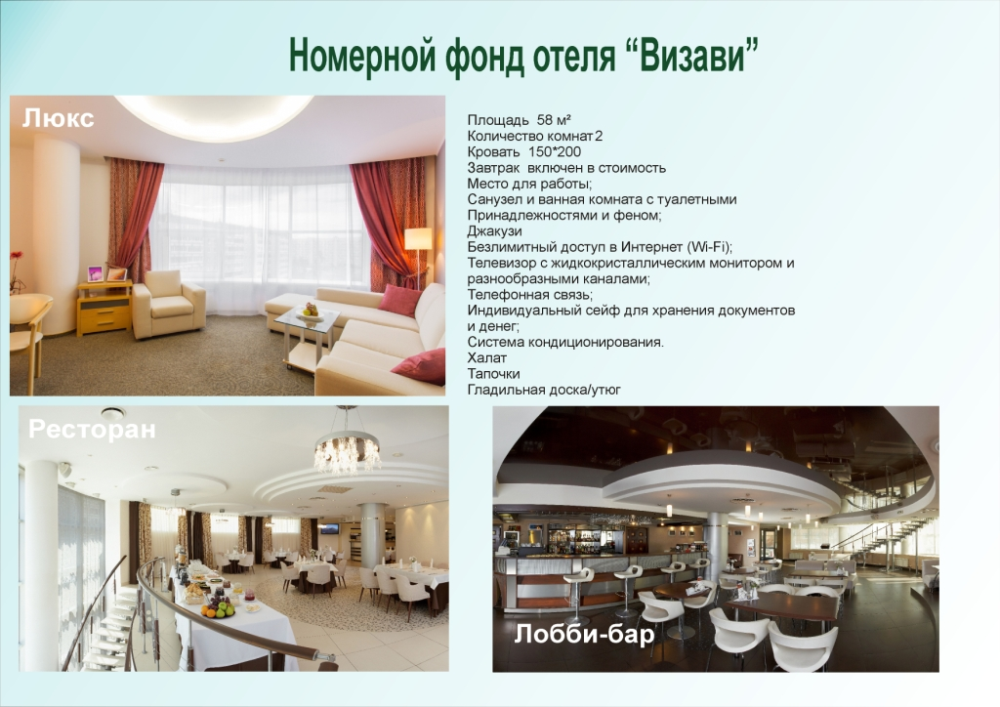 Номерной фонд отеля “Визави”
Люкс
Площадь 58 м²
Количество комнат 2
Кровать 150*200
Завтрак включен в стоимость
Место для работы;
Санузел и ванная комната с туалетными
Принадлежностями и феном;
Джакузи
Безлимитный доступ в Интернет (Wi-Fi);
Телевизор с жидкокристаллическим монитором и
разнообразными каналами;
Телефонная связь;
Индивидуальный сейф для хранения документов
и денег;
Система кондиционирования.
Халат
Тапочки
Гладильная доска/утюг
Ресторан
Лобби-бар